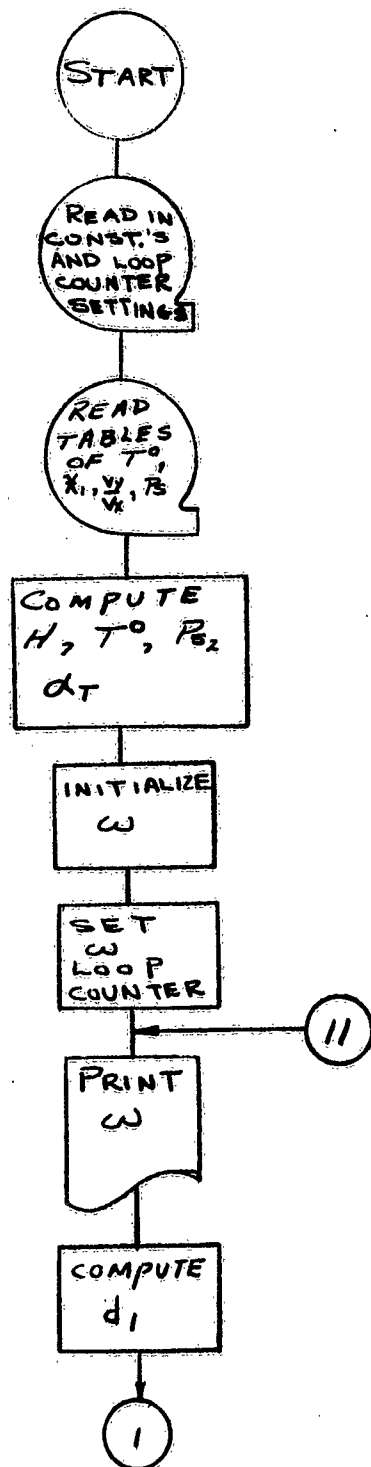 START
READ IN
CONST.'S
AND LOOP
COUNTER
SETTINGS
READ
TABLES
OF T°,
X₁, Vy/Vx, Ps
COMPUTE
H, T°, Ps₂
αT
INITIALIZE
ω
SET
ω
LOOP
COUNTER
11
PRINT
ω
COMPUTE
d₁
1